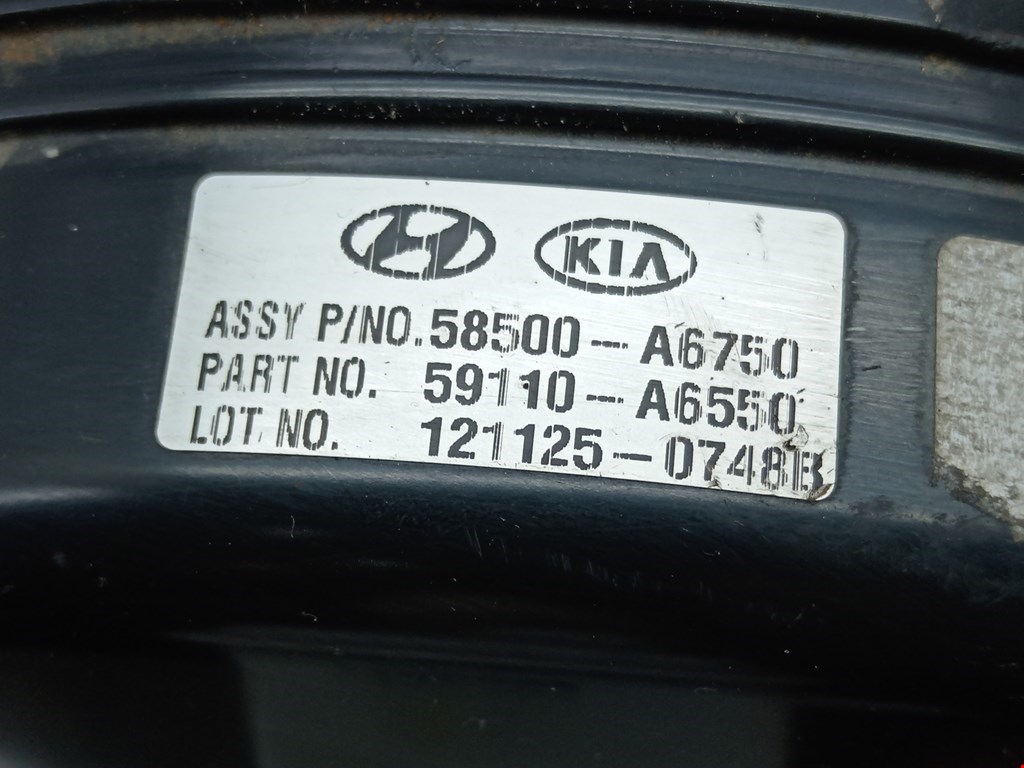 KIA
ASSY P/NO. 58500-A6750
PART NO. 59110-A6550
LOT NO. 121125-0748B